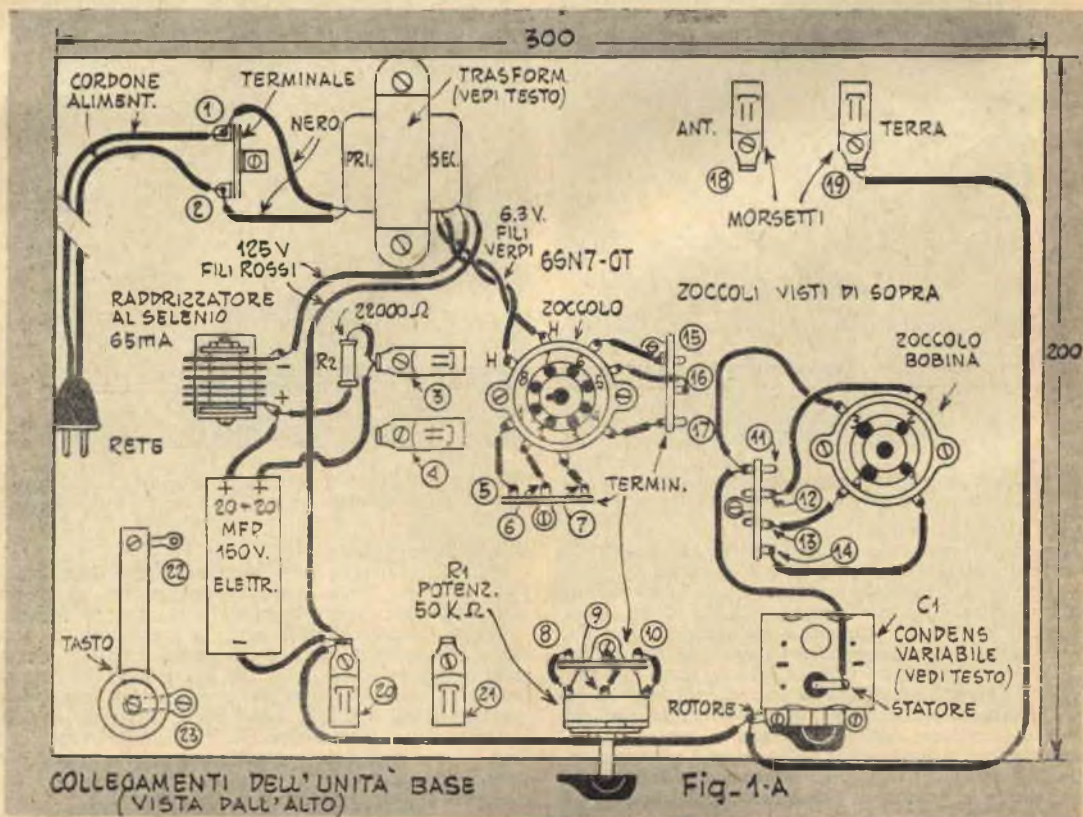 300
CORDONE
ALIMENT.
TERMINALE
NERO
TRASFORM
(VEDI TESTO)
PRI.
SEC.
1
2
ANT.
TERRA
18
19
MORSETTI
6.3 V.
FILI
VERDI
6SN7-GT
125 V
FILI ROSSI
22000 Ω
R2
RADDRIZZATORE
AL SELENIO
65 mA
-
+
ZOCCOLO
H
H
ZOCCOLI VISTI DI SOPRA
ZOCCOLO
BOBINA
200
15
16
17
3
4
RETE
5
6
7
TERMIN.
11
12
13
14
+ +
20+20
MFD
150 V.
ELETTR.
-
22
TASTO
23
R1
POTENZ.
50 K Ω
8
9
10
20
21
C1
CONDENS
VARIABILE
(VEDI TESTO)
ROTORE
STATORE
COLLEGAMENTI DELL'UNITA' BASE
(VISTA DALL'ALTO)
Fig-1-A